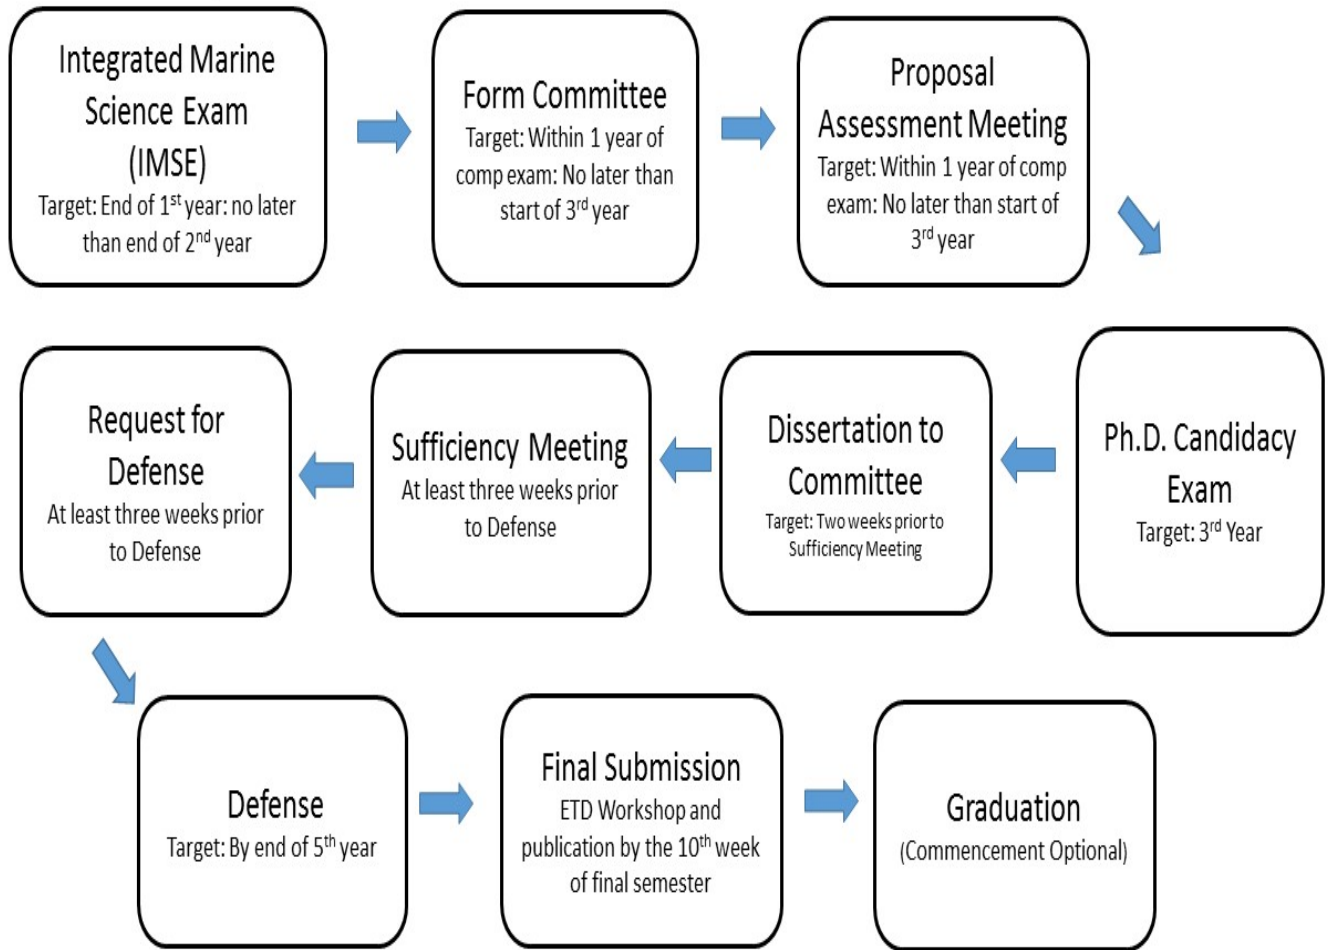 Integrated Marine
Science Exam
(IMSE)
Target: End of 1st year: no later
than end of 2nd year
Form Committee
Target: Within 1 year of
comp exam: No later than
start of 3rd year
Proposal
Assessment Meeting
Target: Within 1 year of comp
exam: No later than start of
3rd year
Ph.D. Candidacy
Exam
Target: 3rd Year
Dissertation to
Committee
Target: Two weeks prior to
Sufficiency Meeting
Sufficiency Meeting
At least three weeks prior
to Defense
Request for
Defense
At least three weeks prior
to Defense
Defense
Target: By end of 5th year
Final Submission
ETD Workshop and
publication by the 10th week
of final semester
Graduation
(Commencement Optional)